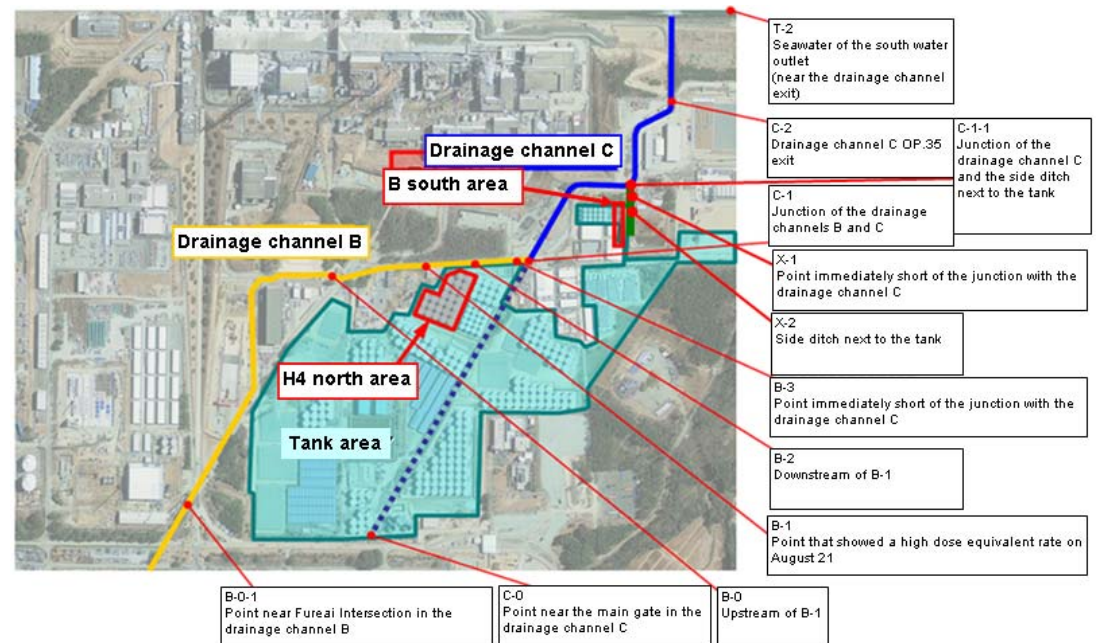 T-2
Seawater of the south water
outlet
(near the drainage channel
exit)
C-2
Drainage channel C OP.35
exit
C-1-1
Junction of the
drainage channel C
and the side ditch
next to the tank
Drainage channel C
B south area
C-1
Junction of the drainage
channels B and C
Drainage channel B
X-1
Point immediately short of the junction with the
drainage channel C
X-2
Side ditch next to the tank
H4 north area
B-3
Point immediately short of the junction with the
drainage channel C
Tank area
B-2
Downstream of B-1
B-1
Point that showed a high dose equivalent rate on
August 21
B-0-1
Point near Fureai Intersection in the
drainage channel B
C-0
Point near the main gate in the
drainage channel C
B-0
Upstream of B-1